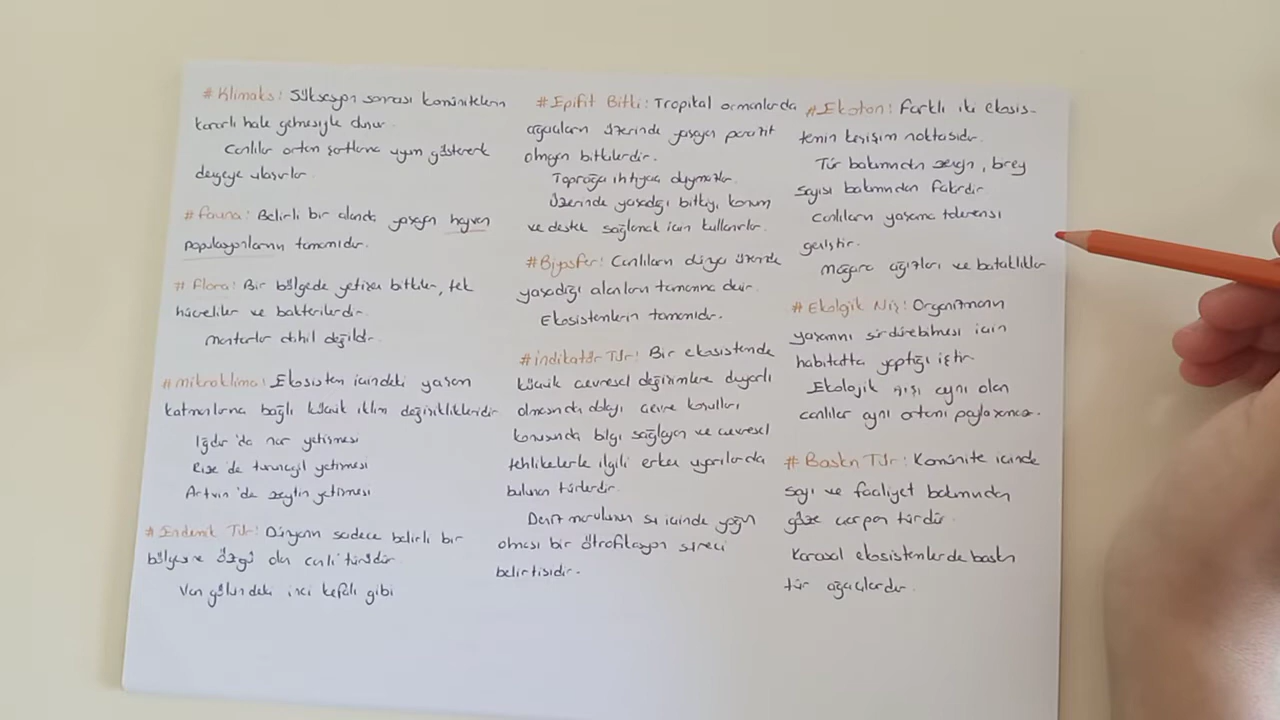 #Klimaks: Süksesyon sonrası komünitelerin
kararlı hale gelmesiyle oluşur.
Canlılar ortam şartlarına uyum göstererek
dengeye ulaşırlar.
#Fauna: Belirli bir alanda yaşayan hayvan
populasyonlarının tamamıdır.
#Flora: Bir bölgede yetişen bitkiler, tek
hücreliler ve bakterilerdir.
Mantarlar dahil değildir.
#Mikroklima: Ekosistem içindeki yaşam
katmanlarına bağlı küçük iklim değişiklikleridir
Iğdır'da nar yetişmesi
Rize'de turunçgil yetişmesi
Artvin'de zeytin yetişmesi
#Endemik Tür: Dünyanın sadece belirli bir
bölgesine özgü olan canlı türüdür.
Van gölündeki inci kefali gibi
#Epifit Bitki: Tropikal ormanlarda
ağaçların üzerinde yaşayan parazit
olmayan bitkilerdir.
Toprağa ihtiyaç duymazlar.
Üzerinde yaşadığı bitkiyi, konum
ve destek sağlamak için kullanırlar.
#Biyosfer: Canlıların dünya üzerinde
yaşadığı alanların tamamına denir.
Ekosistemlerin tamamıdır.
#indikatör Tür: Bir ekosistemde
küçük çevresel değişimlere duyarlı
olmasından dolayı çevre koşulları
konusunda bilgi sağlayan ve çevresel
tehlikelerle ilgili erken uyarılarda
bulunan türlerdir.
Deniz marulunun su içinde yoğun
olması bir ötrofikasyon süreci
belirtisidir.
#Ekoton: Farklı iki ekosis-
temin kesişim noktasıdır.
Tür bakımından zengin, birey
sayısı bakımından fakirdir.
Canlıların yaşama toleransı
geniştir.
Mağara ağızları ve bataklıklar
#Ekolojik Niş: Organizmanın
yaşamını sürdürebilmesi için
habitatta yaptığı iştir.
Ekolojik nişi aynı olan
canlılar aynı ortamı paylaşamaz.
#Baskın Tür: Komünite içinde
sayı ve faaliyet bakımından
göze çarpan türdür.
Karasal ekosistemlerde baskın
tür ağaçlardır.